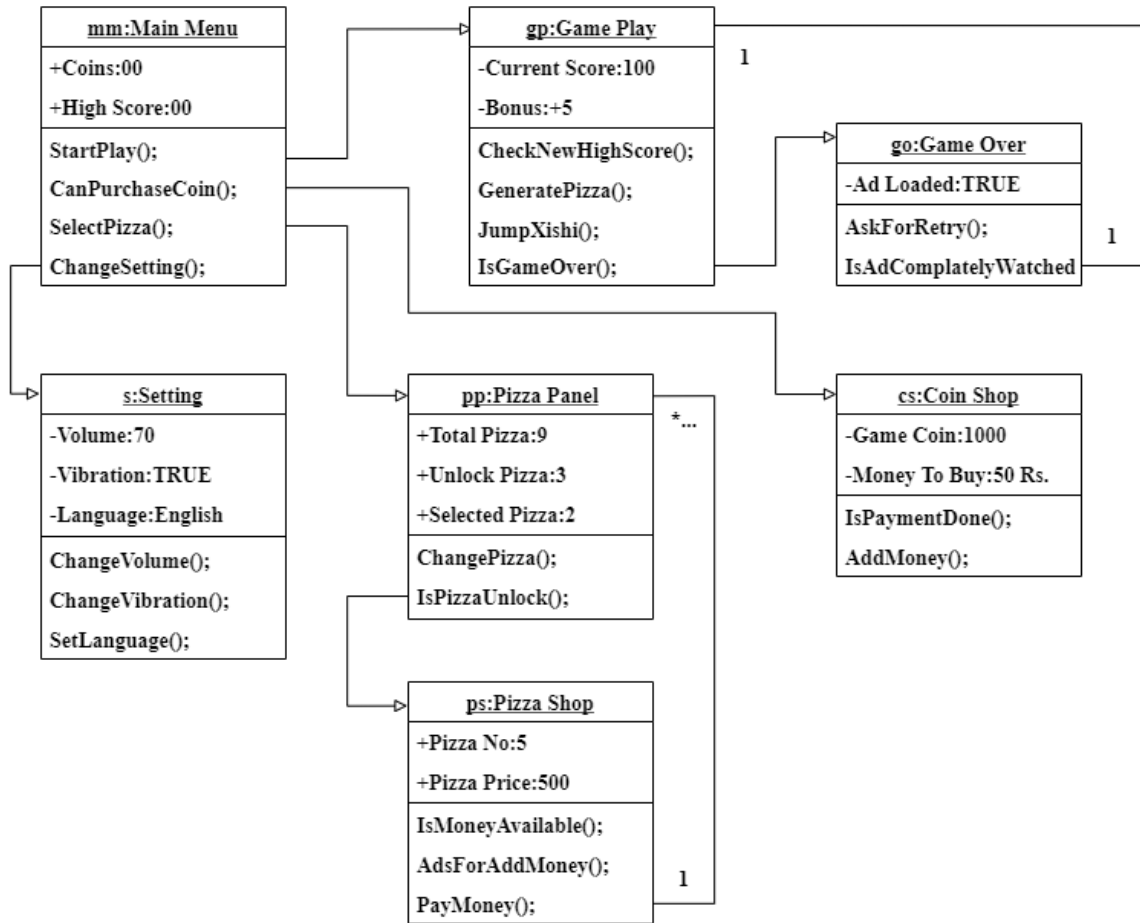 mm:Main Menu
+Coins:00
+High Score:00
StartPlay();
CanPurchaseCoin();
SelectPizza();
ChangeSetting();
gp:Game Play
-Current Score:100
-Bonus:+5
CheckNewHighScore();
GeneratePizza();
JumpXishi();
IsGameOver();
1
go:Game Over
-Ad Loaded:TRUE
AskForRetry();
IsAdComplatelyWatched
1
s:Setting
-Volume:70
-Vibration:TRUE
-Language:English
ChangeVolume();
ChangeVibration();
SetLanguage();
pp:Pizza Panel
+Total Pizza:9
+Unlock Pizza:3
+Selected Pizza:2
ChangePizza();
IsPizzaUnlock();
*...
cs:Coin Shop
-Game Coin:1000
-Money To Buy:50 Rs.
IsPaymentDone();
AddMoney();
ps:Pizza Shop
+Pizza No:5
+Pizza Price:500
IsMoneyAvailable();
AdsForAddMoney();
PayMoney();
1